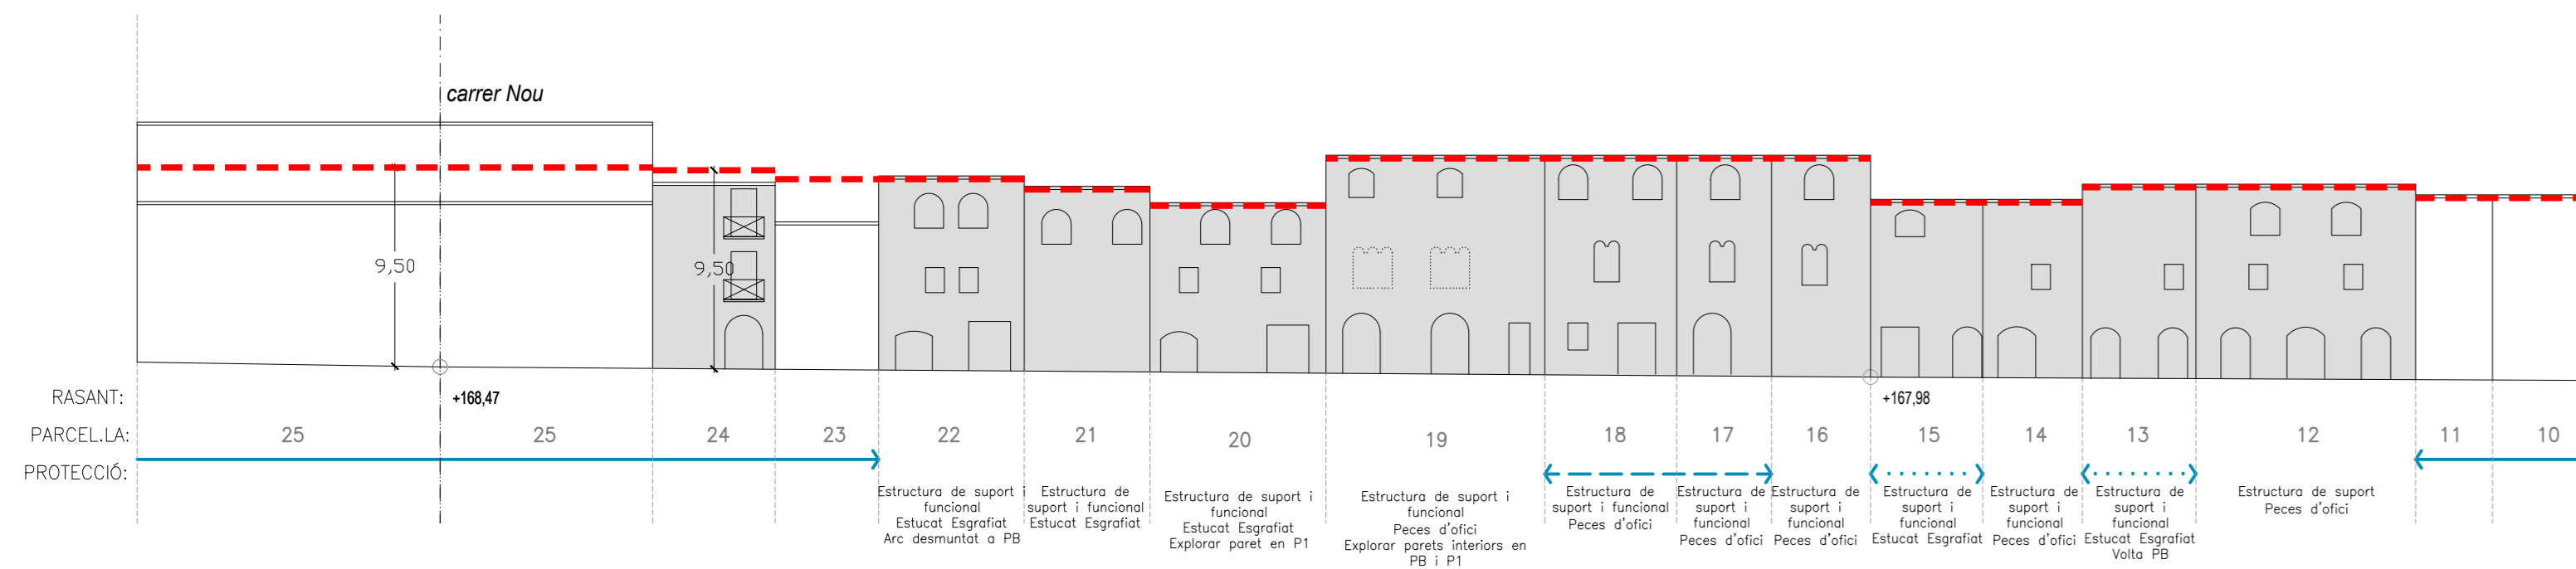 carrer Nou
9,50
9,50
RASANT:
+168,47
+167,98
PARCEL.LA:
25
25
24
23
22
21
20
19
18
17
16
15
14
13
12
11
10
PROTECCIÓ:
Estructura de suport i
funcional
Estucat Esgrafiat
Arc desmuntat a PB
Estructura de
suport i funcional
Estucat Esgrafiat
Estructura de suport i
funcional
Estucat Esgrafiat
Explorar paret en P1
Estructura de suport i
funcional
Peces d'ofici
Explorar parets interiors en
PB i P1
Estructura de
suport i funcional
Peces d'ofici
Estructura de
suport i
funcional
Peces d'ofici
Estructura de
suport i
funcional
Peces d'ofici
Estructura de
suport i
funcional
Estucat Esgrafiat
Estructura de
suport i
funcional
Peces d'ofici
Estructura de
suport i
funcional
Estucat Esgrafiat
Volta PB
Estructura de suport
Peces d'ofici